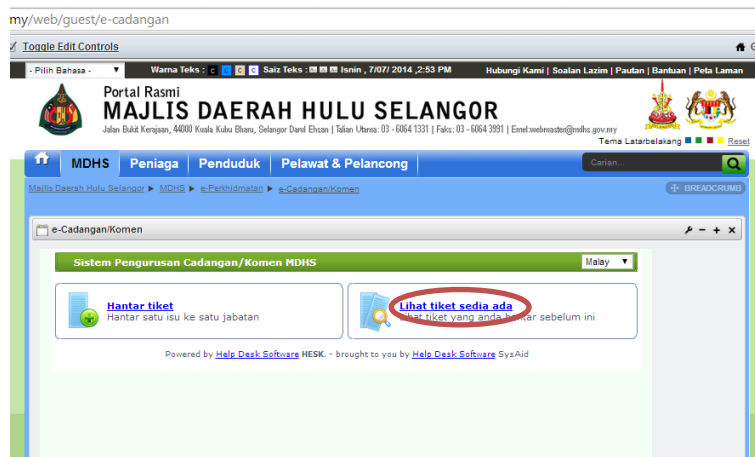 my/web/guest/e-cadangan
Toggle Edit Controls
- Pilih Bahasa - Warna Teks : C C C C Saiz Teks : Isnin , 7/07/ 2014 ,2:53 PM Hubungi Kami | Soalan Lazim | Pautan | Bantuan | Peta Laman
Portal Rasmi
MAJLIS DAERAH HULU SELANGOR
Jalan Bukit Kerajaan, 44000 Kuala Kubu Bharu, Selangor Darul Ehsan | Talian Utama: 03 - 6064 1331 | Faks: 03 - 6064 3991 | Emel:webmaster@mdhs.gov.my
Tema Latarbelakang Reset
MDHS Peniaga Penduduk Pelawat & Pelancong Carian...
Majlis Daerah Hulu Selangor MDHS e-Perkhidmatan e-Cadangan/Komen BREADCRUMB
e-Cadangan/Komen
Sistem Pengurusan Cadangan/Komen MDHS Malay
Hantar tiket
Hantar satu isu ke satu jabatan
Lihat tiket sedia ada
Lihat tiket yang anda hantar sebelum ini
Powered by Help Desk Software HESK. - brought to you by Help Desk Software SysAid